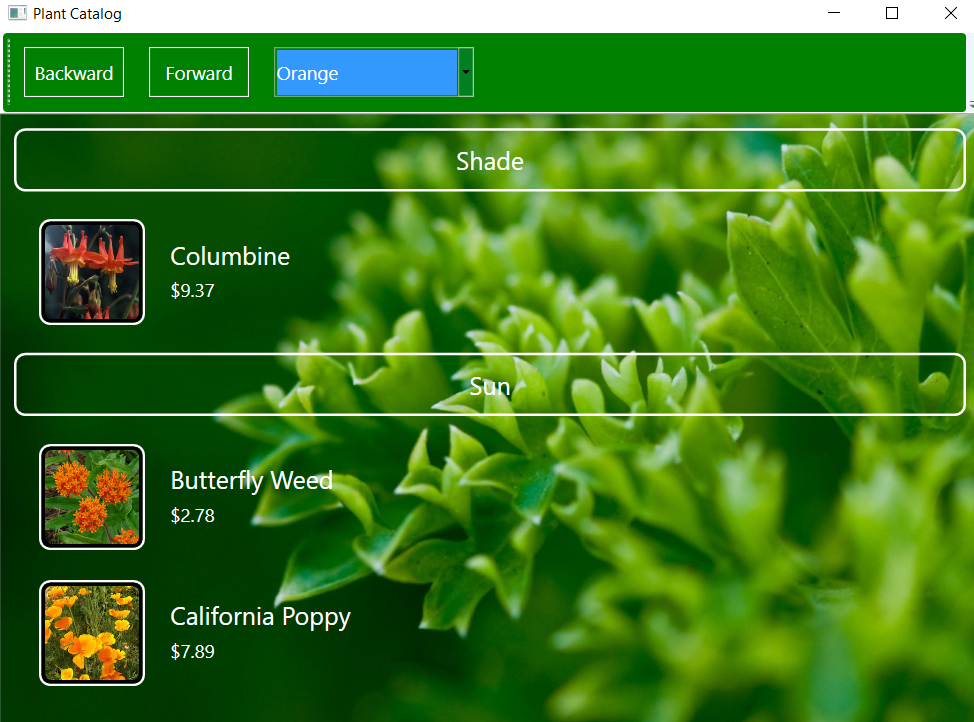 Plant Catalog
Backward Forward Orange
Shade
Columbine
$9.37
Sun
Butterfly Weed
$2.78
California Poppy
$7.89